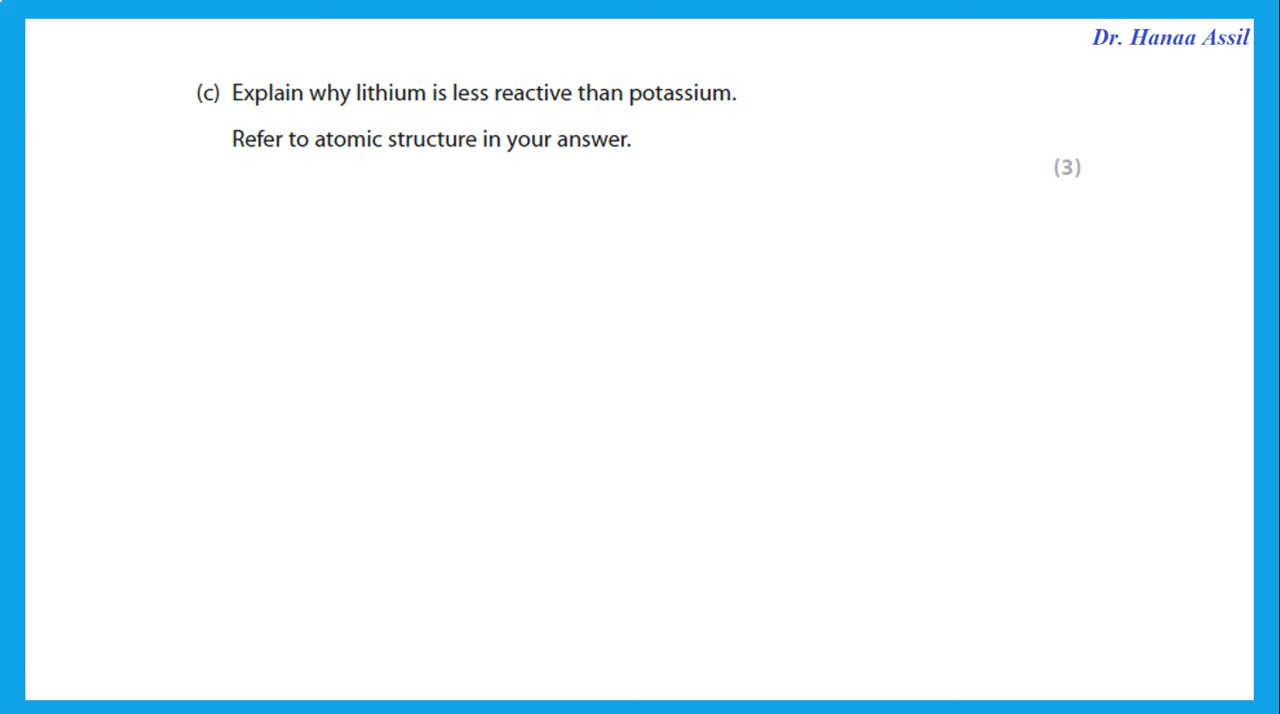 Dr. Hanaa Assil
(c) Explain why lithium is less reactive than potassium.
Refer to atomic structure in your answer.
(3)